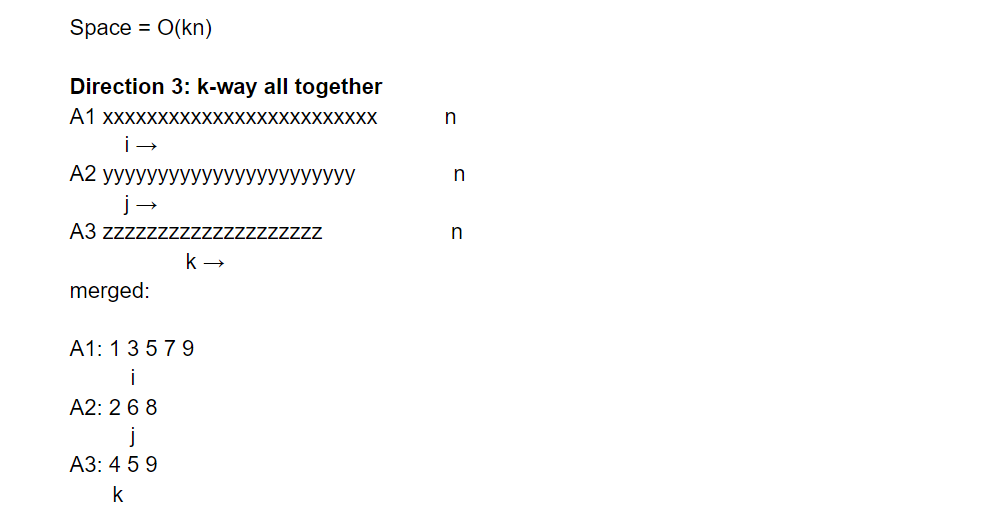 Space = O(kn)
Direction 3: k-way all together
A1 xxxxxxxxxxxxxxxxxxxxxxxxx n
i →
A2 yyyyyyyyyyyyyyyyyyyyyyy n
j →
A3 zzzzzzzzzzzzzzzzzzzz n
k →
merged:
A1: 1 3 5 7 9
i
A2: 2 6 8
j
A3: 4 5 9
k